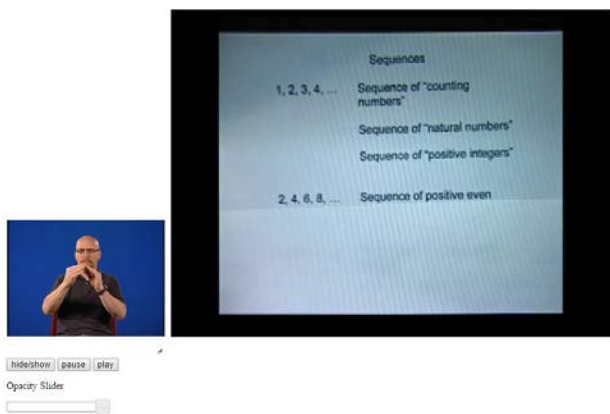 Sequences
1, 2, 3, 4, ... Sequence of "counting
numbers"
Sequence of "natural numbers"
Sequence of "positive integers"
2, 4, 6, 8, ... Sequence of positive even
hide/show pause play
Opacity Slider